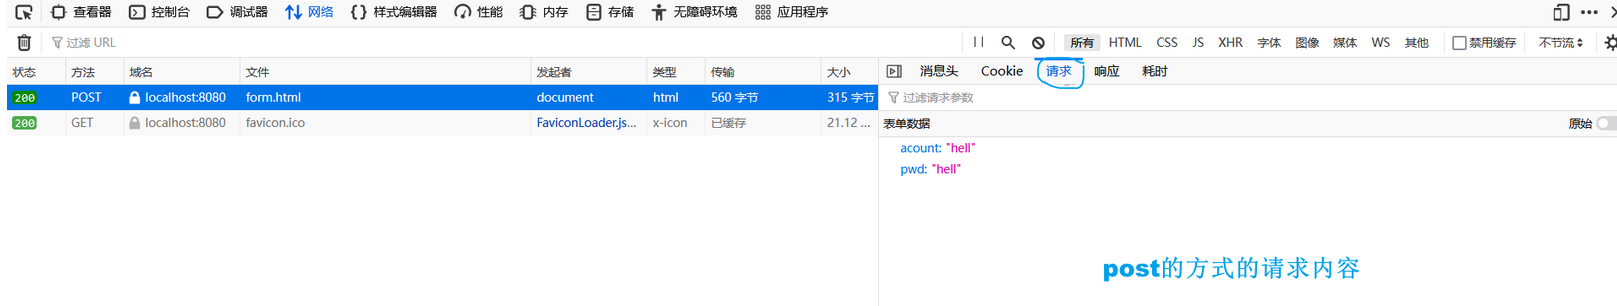 查看器 控制台 调试器 网络 样式编辑器 性能 内存 存储 无障碍环境 应用程序
过滤 URL 所有 HTML CSS JS XHR 字体 图像 媒体 WS 其他 禁用缓存 不节流
状态 方法 域名 文件 发起者 类型 传输 大小 消息头 Cookie 请求 响应 耗时
200 POST localhost:8080 form.html document html 560 字节 315 字节 过滤请求参数
200 GET localhost:8080 favicon.ico FaviconLoader.js... x-icon 已缓存 21.12 ... 表单数据 原始
acount: "hell"
pwd: "hell"
post的方式的请求内容